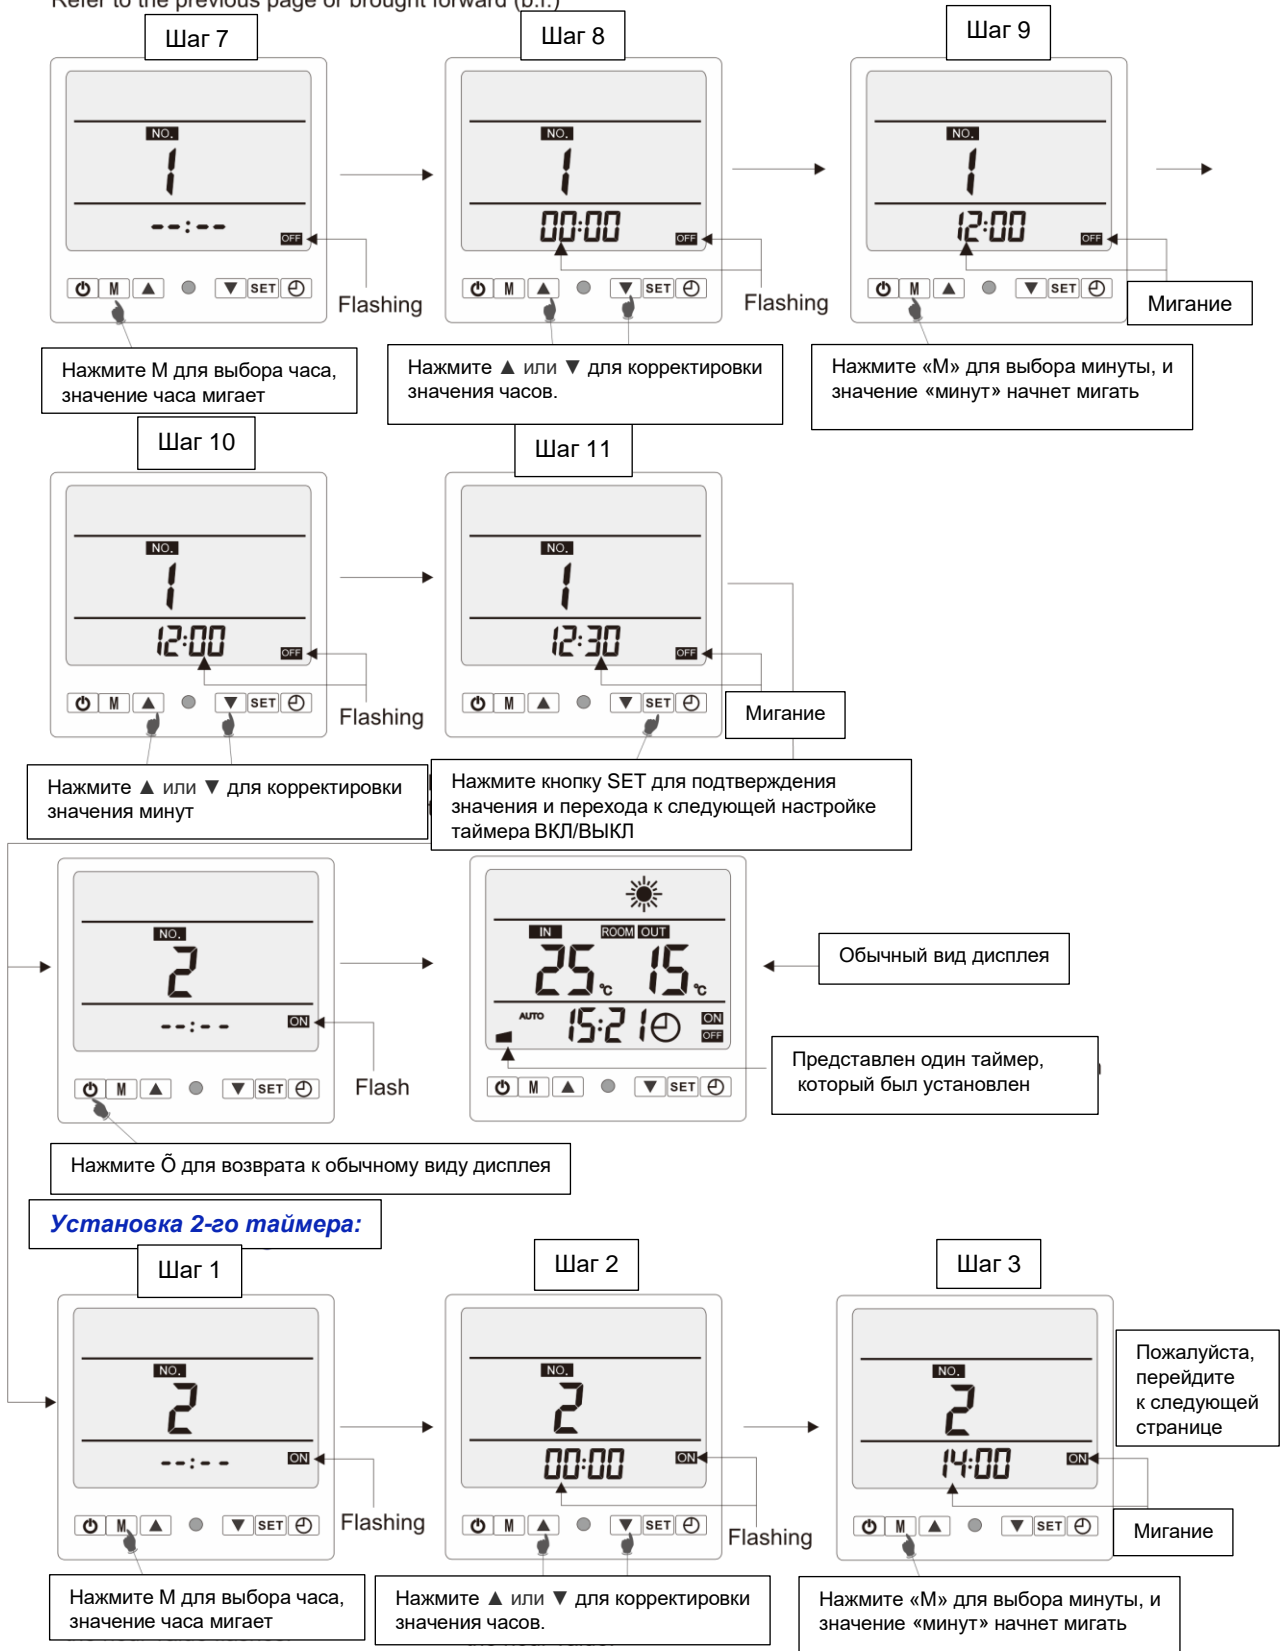 Refer to the previous page or brought forward (b.f.)
Шаг 7
Шаг 8
Шаг 9
NO.
1
--:--
OFF
M
SET
Flashing
NO.
1
00:00
OFF
M
SET
Flashing
NO.
1
12:00
OFF
M
SET
Мигание
Нажмите М для выбора часа,
значение часа мигает
Нажмите ▲ или ▼ для корректировки
значения часов.
Нажмите «М» для выбора минуты, и
значение «минут» начнет мигать
Шаг 10
Шаг 11
NO.
1
12:00
OFF
M
SET
Flashing
NO.
1
12:30
OFF
M
SET
Мигание
Нажмите ▲ или ▼ для корректировки
значения минут
Нажмите кнопку SET для подтверждения
значения и перехода к следующей настройке
таймера ВКЛ/ВЫКЛ
NO.
2
--:--
ON
M
SET
Flash
IN
ROOM OUT
25 °C
15 °C
AUTO
15:21
ON
OFF
M
SET
Обычный вид дисплея
Представлен один таймер,
который был установлен
Нажмите Õ для возврата к обычному виду дисплея
Установка 2-го таймера:
Шаг 1
Шаг 2
Шаг 3
NO.
2
--:--
ON
M
SET
Flashing
NO.
2
00:00
ON
M
SET
Flashing
NO.
2
14:00
ON
M
SET
Мигание
Пожалуйста,
перейдите
к следующей
странице
Нажмите М для выбора часа,
значение часа мигает
Нажмите ▲ или ▼ для корректировки
значения часов.
Нажмите «М» для выбора минуты, и
значение «минут» начнет мигать